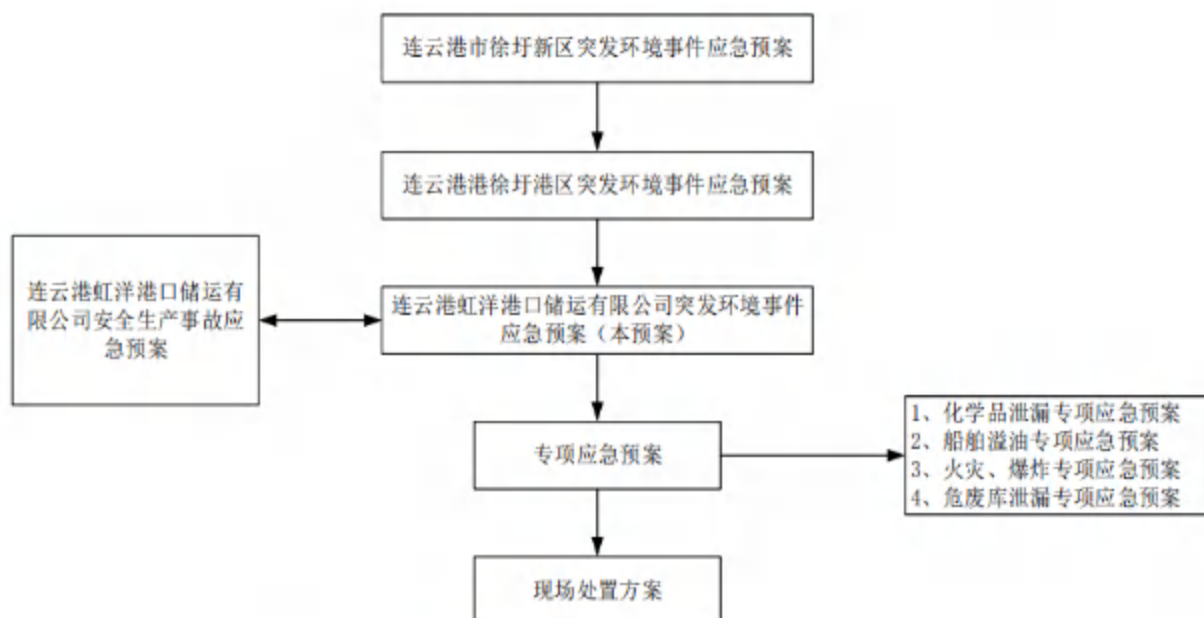 连云港市徐圩新区突发环境事件应急预案
连云港港徐圩港区突发环境事件应急预案
连云港虹洋港口储运有
限公司安全生产事故应
急预案
连云港虹洋港口储运有限公司突发环境事件
应急预案（本预案）
专项应急预案
1、化学品泄漏专项应急预案
2、船舶溢油专项应急预案
3、火灾、爆炸专项应急预案
4、危废库泄漏专项应急预案
现场处置方案